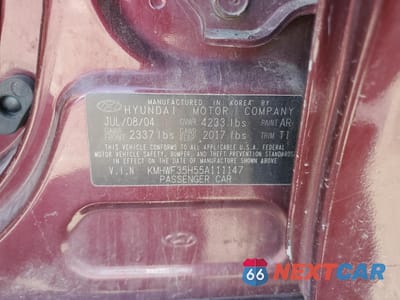 MANUFACTURED IN KOREA BY
HYUNDAI MOTOR COMPANY
JUL/08/04 GVWR 4233 lbs PAINT AR
GAWR FRT 2337 lbs GAWR RR 2017 lbs TRIM TI
THIS VEHICLE CONFORMS TO ALL APPLICABLE U.S.
FEDERAL MOTOR VEHICLE SAFETY, BUMPER, AND THEFT
PREVENTION STANDARDS IN EFFECT ON THE DATE OF
MANUFACTURE SHOWN ABOVE.
V.I.N KMHWF35H55A111147
PASSENGER CAR
66 NEXTCAR